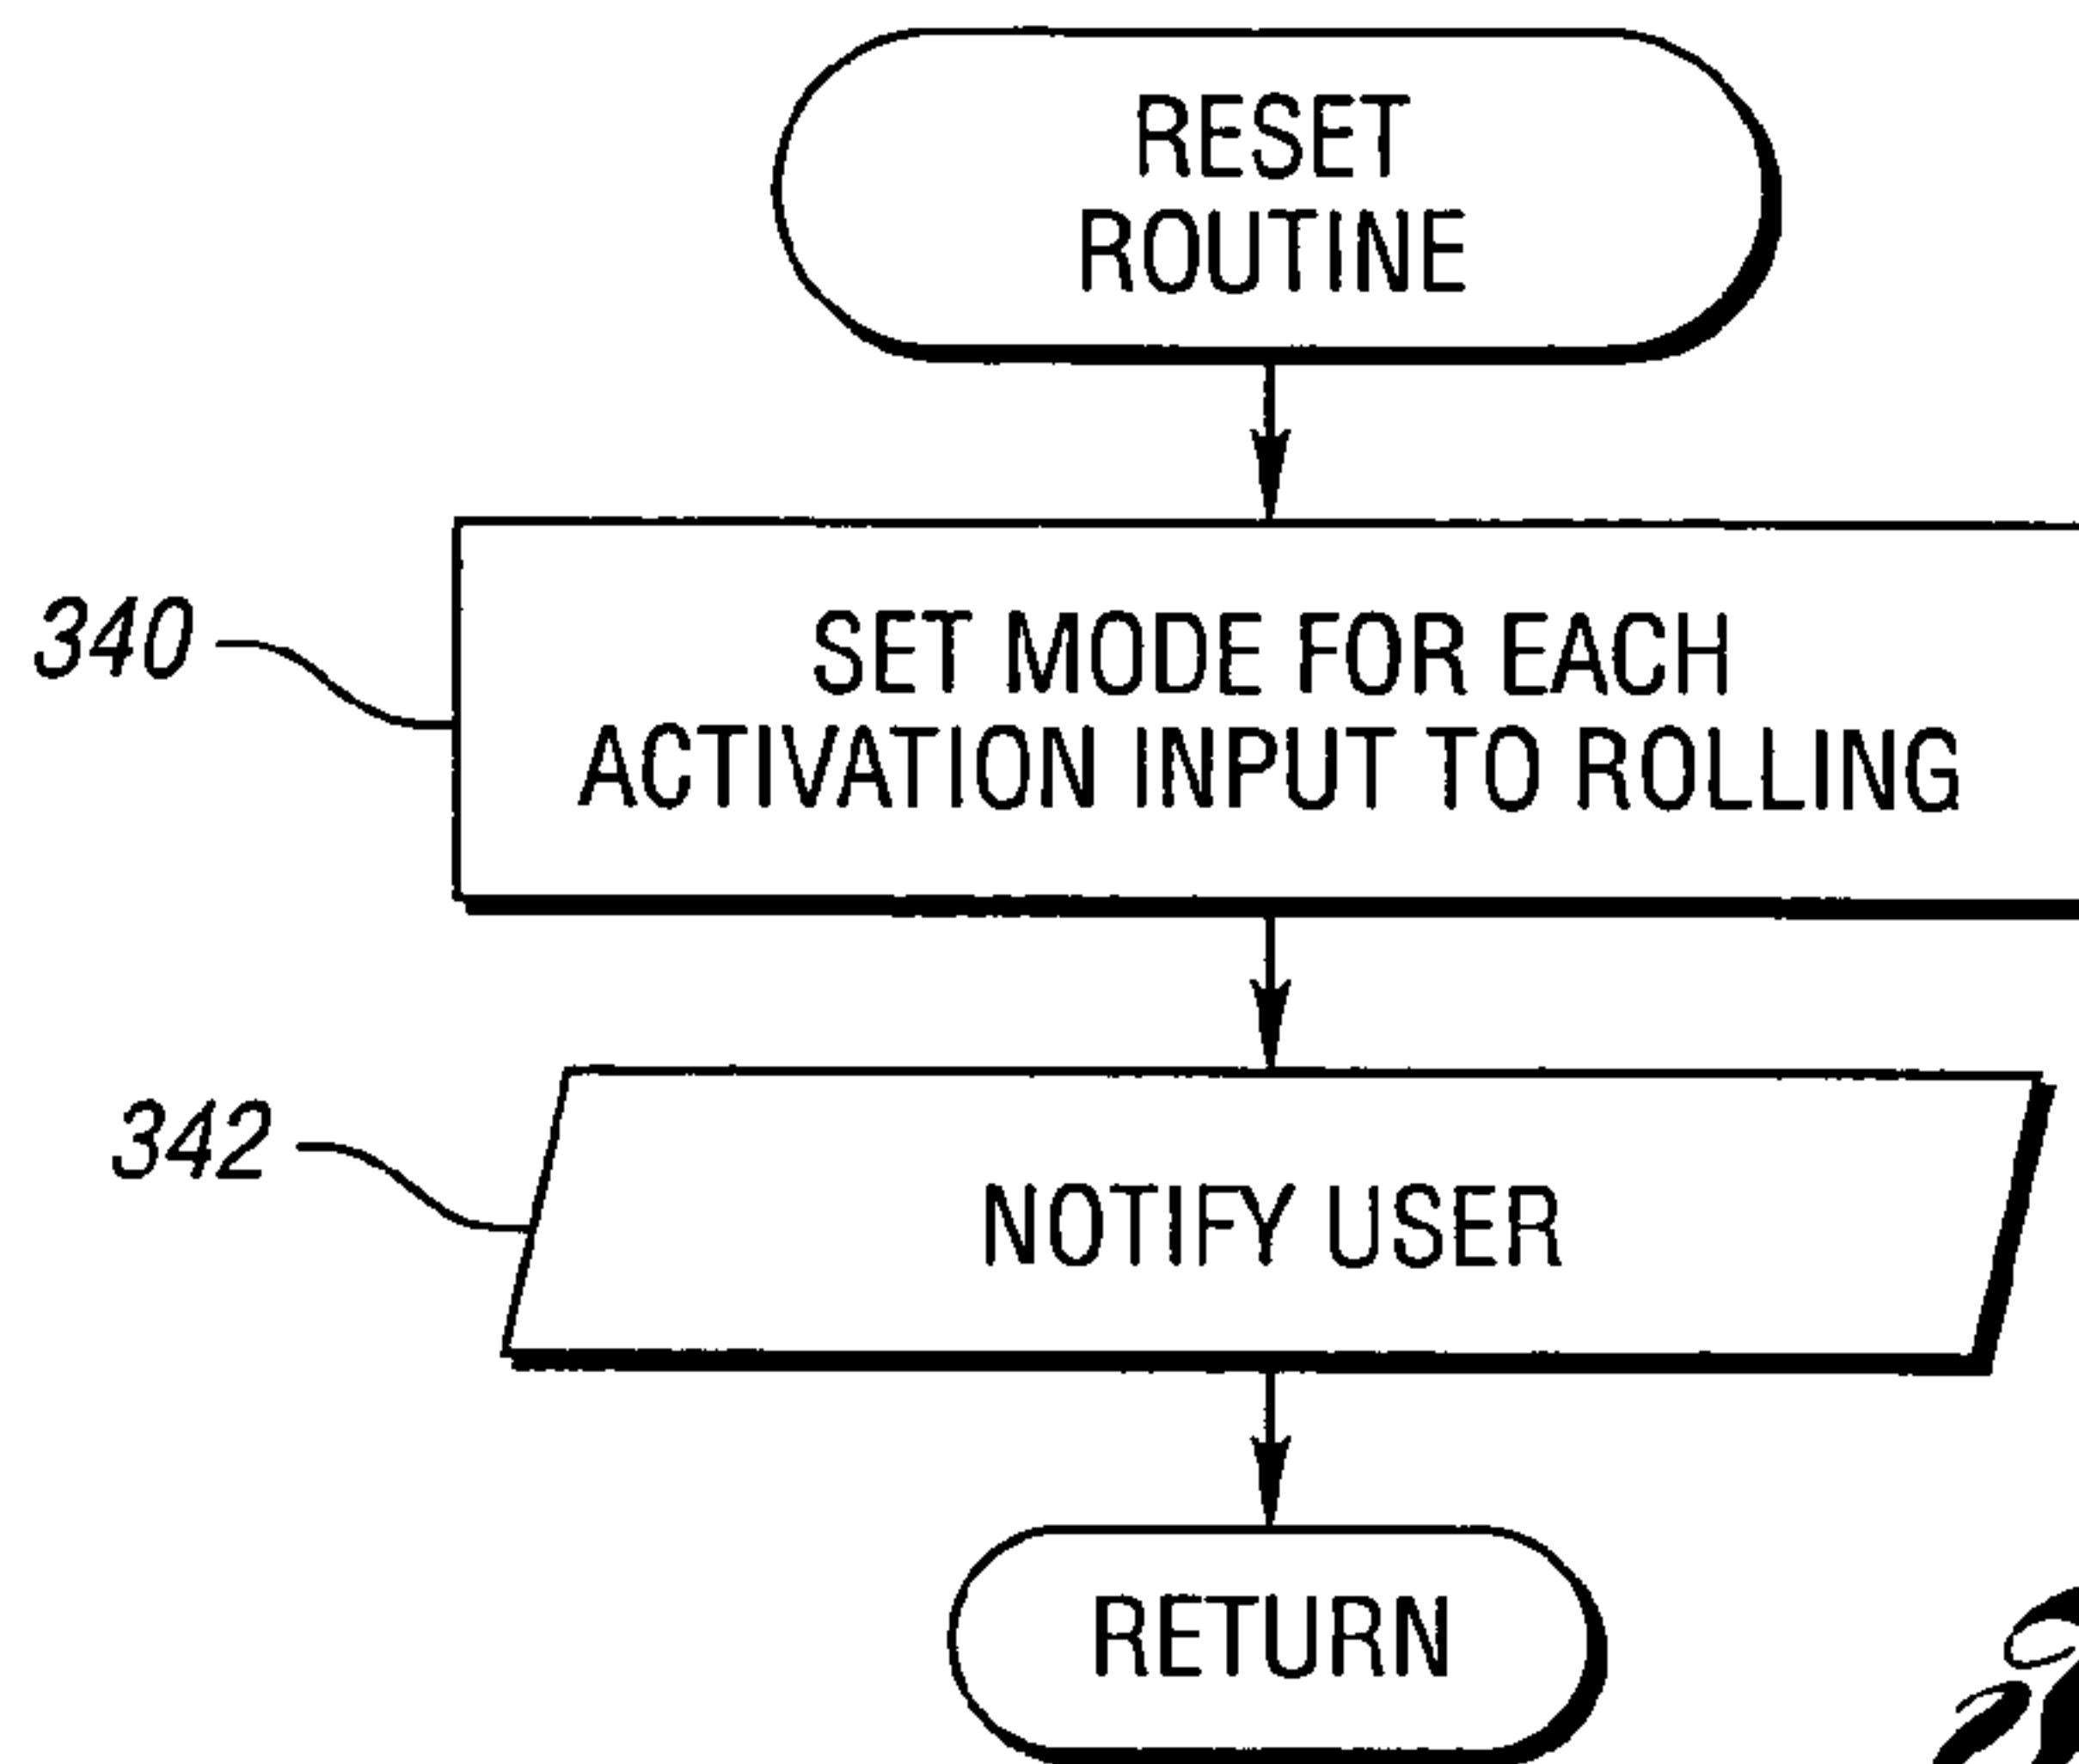 RESET
ROUTINE
340
SET MODE FOR EACH
ACTIVATION INPUT TO ROLLING
342
NOTIFY USER
RETURN